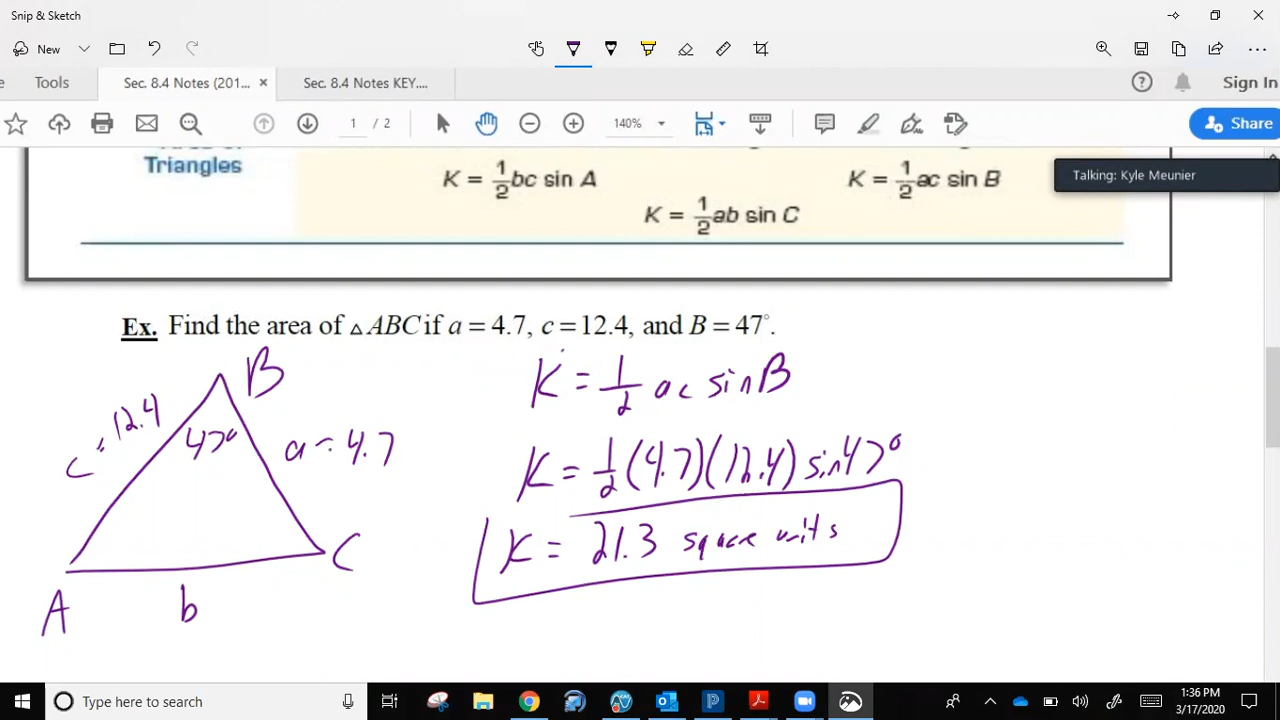 Snip & Sketch
New
Tools
Sec. 8.4 Notes (201...
Sec. 8.4 Notes KEY....
Sign In
1 / 2
140%
Share
Triangles
K = 1/2 bc sin A
K = 1/2 ac sin B
Talking: Kyle Meunier
K = 1/2 ab sin C
Ex. Find the area of △ABC if a = 4.7, c = 12.4, and B = 47°.
B
K = 1/2 ac sin B
c = 12.4
47°
a = 4.7
K = 1/2 (4.7)(12.4) sin 47°
K = 21.3 square units
C
A
b
Type here to search
1:36 PM
3/17/2020